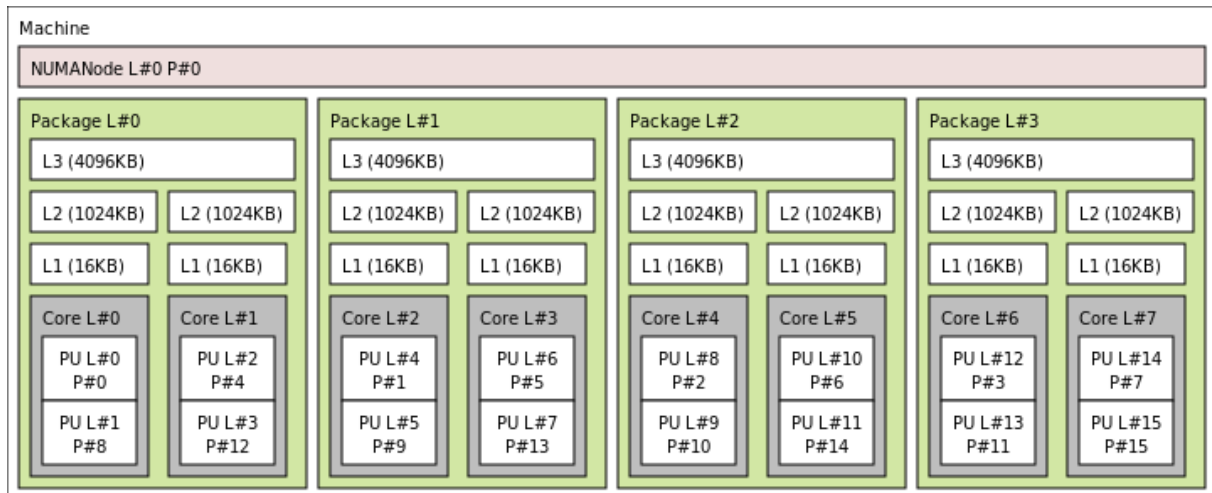 Machine
NUMANode L#0 P#0
Package L#0
L3 (4096KB)
L2 (1024KB)
L2 (1024KB)
L1 (16KB)
L1 (16KB)
Core L#0
PU L#0
P#0
PU L#1
P#8
Core L#1
PU L#2
P#4
PU L#3
P#12
Package L#1
L3 (4096KB)
L2 (1024KB)
L2 (1024KB)
L1 (16KB)
L1 (16KB)
Core L#2
PU L#4
P#1
PU L#5
P#9
Core L#3
PU L#6
P#5
PU L#7
P#13
Package L#2
L3 (4096KB)
L2 (1024KB)
L2 (1024KB)
L1 (16KB)
L1 (16KB)
Core L#4
PU L#8
P#2
PU L#9
P#10
Core L#5
PU L#10
P#6
PU L#11
P#14
Package L#3
L3 (4096KB)
L2 (1024KB)
L2 (1024KB)
L1 (16KB)
L1 (16KB)
Core L#6
PU L#12
P#3
PU L#13
P#11
Core L#7
PU L#14
P#7
PU L#15
P#15